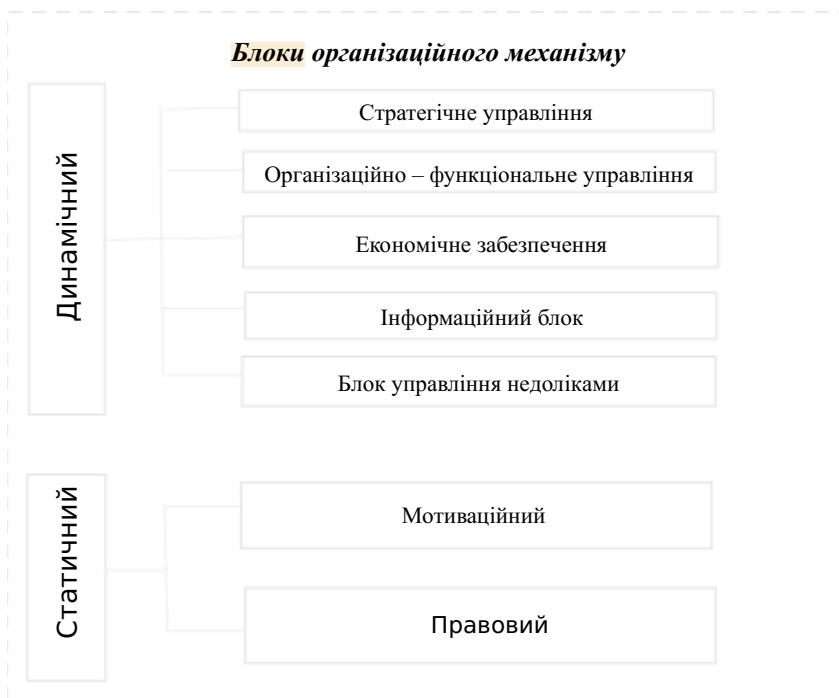 Блоки організаційного механізму
Динамічний
Стратегічне управління
Організаційно – функціональне управління
Економічне забезпечення
Інформаційний блок
Блок управління недоліками
Статичний
Мотиваційний
Правовий